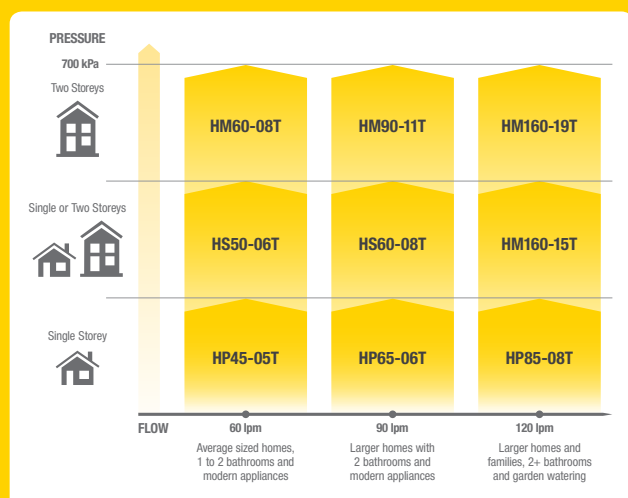 PRESSURE
700 kPa
Two Storeys
HM60-08T
HM90-11T
HM160-19T
Single or Two Storeys
HS50-06T
HS60-08T
HM160-15T
Single Storey
HP45-05T
HP65-06T
HP85-08T
FLOW
60 lpm
90 lpm
120 lpm
Average sized homes,
1 to 2 bathrooms and
modern appliances
Larger homes with
2 bathrooms and
modern appliances
Larger homes and
families, 2+ bathrooms
and garden watering